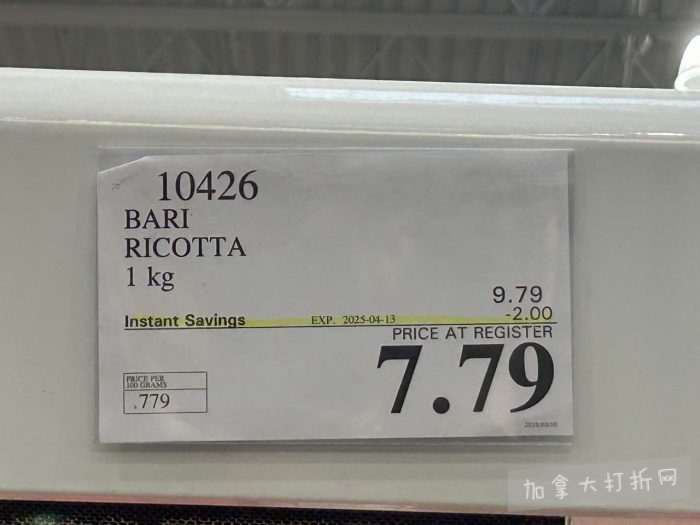 10426
BARI
RICOTTA
1 kg
9.79
Instant Savings EXP. 2025-04-13 -2.00
PRICE AT REGISTER
7.79
PRICE PER
100 GRAMS
.779
加拿大打折网